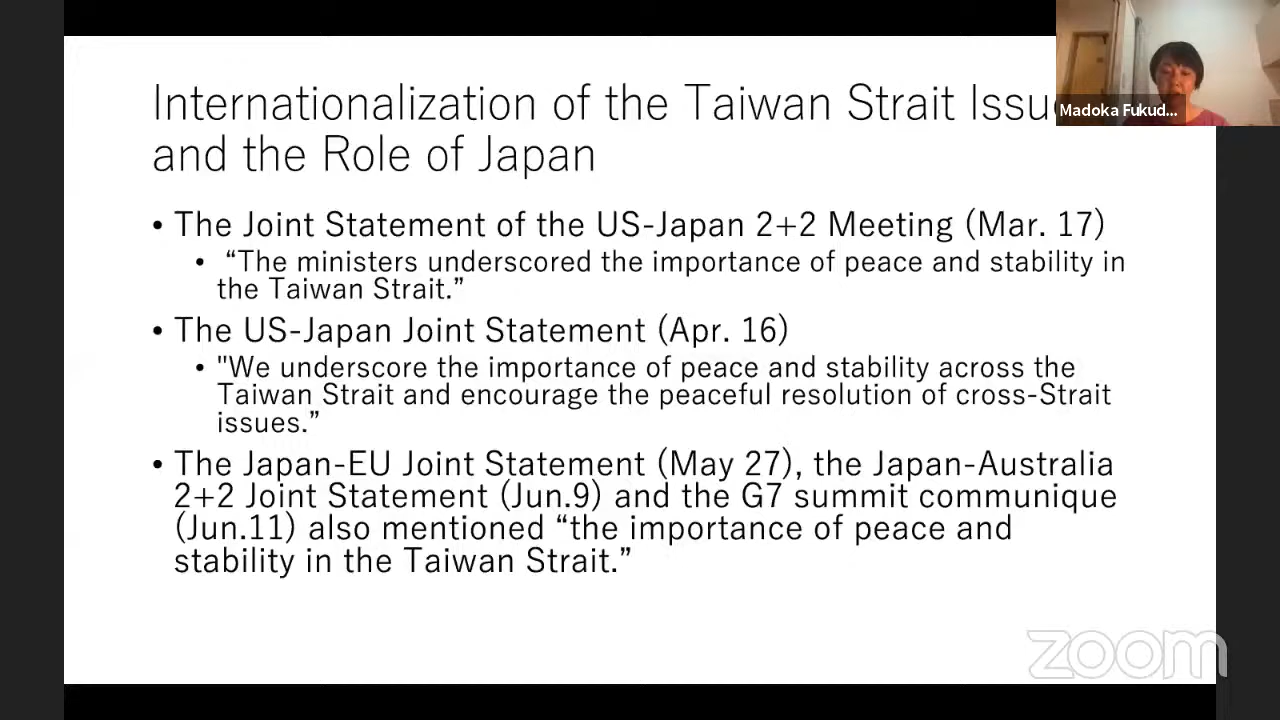 Internationalization of the Taiwan Strait Issu
and the Role of Japan
Madoka Fukud...
• The Joint Statement of the US-Japan 2+2 Meeting (Mar. 17)
• “The ministers underscored the importance of peace and stability in
the Taiwan Strait.”
• The US-Japan Joint Statement (Apr. 16)
• "We underscore the importance of peace and stability across the
Taiwan Strait and encourage the peaceful resolution of cross-Strait
issues.”
• The Japan-EU Joint Statement (May 27), the Japan-Australia
2+2 Joint Statement (Jun.9) and the G7 summit communique
(Jun.11) also mentioned “the importance of peace and
stability in the Taiwan Strait.”
zoom